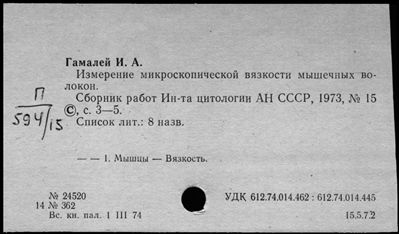 Гамалей И. А.
Измерение микроскопической вязкости мышечных во-
локон.
Сборник работ Ин-та цитологии АН СССР, 1973, № 15
©, с. 3—5.
Список лит.: 8 назв.
П
594/15
— — 1. Мышцы — Вязкость.
№ 24520
14 № 362
Вс. кн. пал. 1 III 74
УДК 612.74.014.462 : 612.74.014.445
15.5.7.2